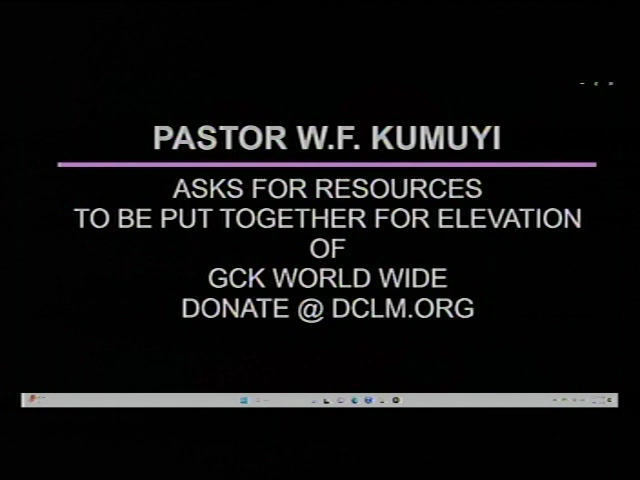 PASTOR W.F. KUMUYI
ASKS FOR RESOURCES
TO BE PUT TOGETHER FOR ELEVATION
OF
GCK WORLD WIDE
DONATE @ DCLM.ORG